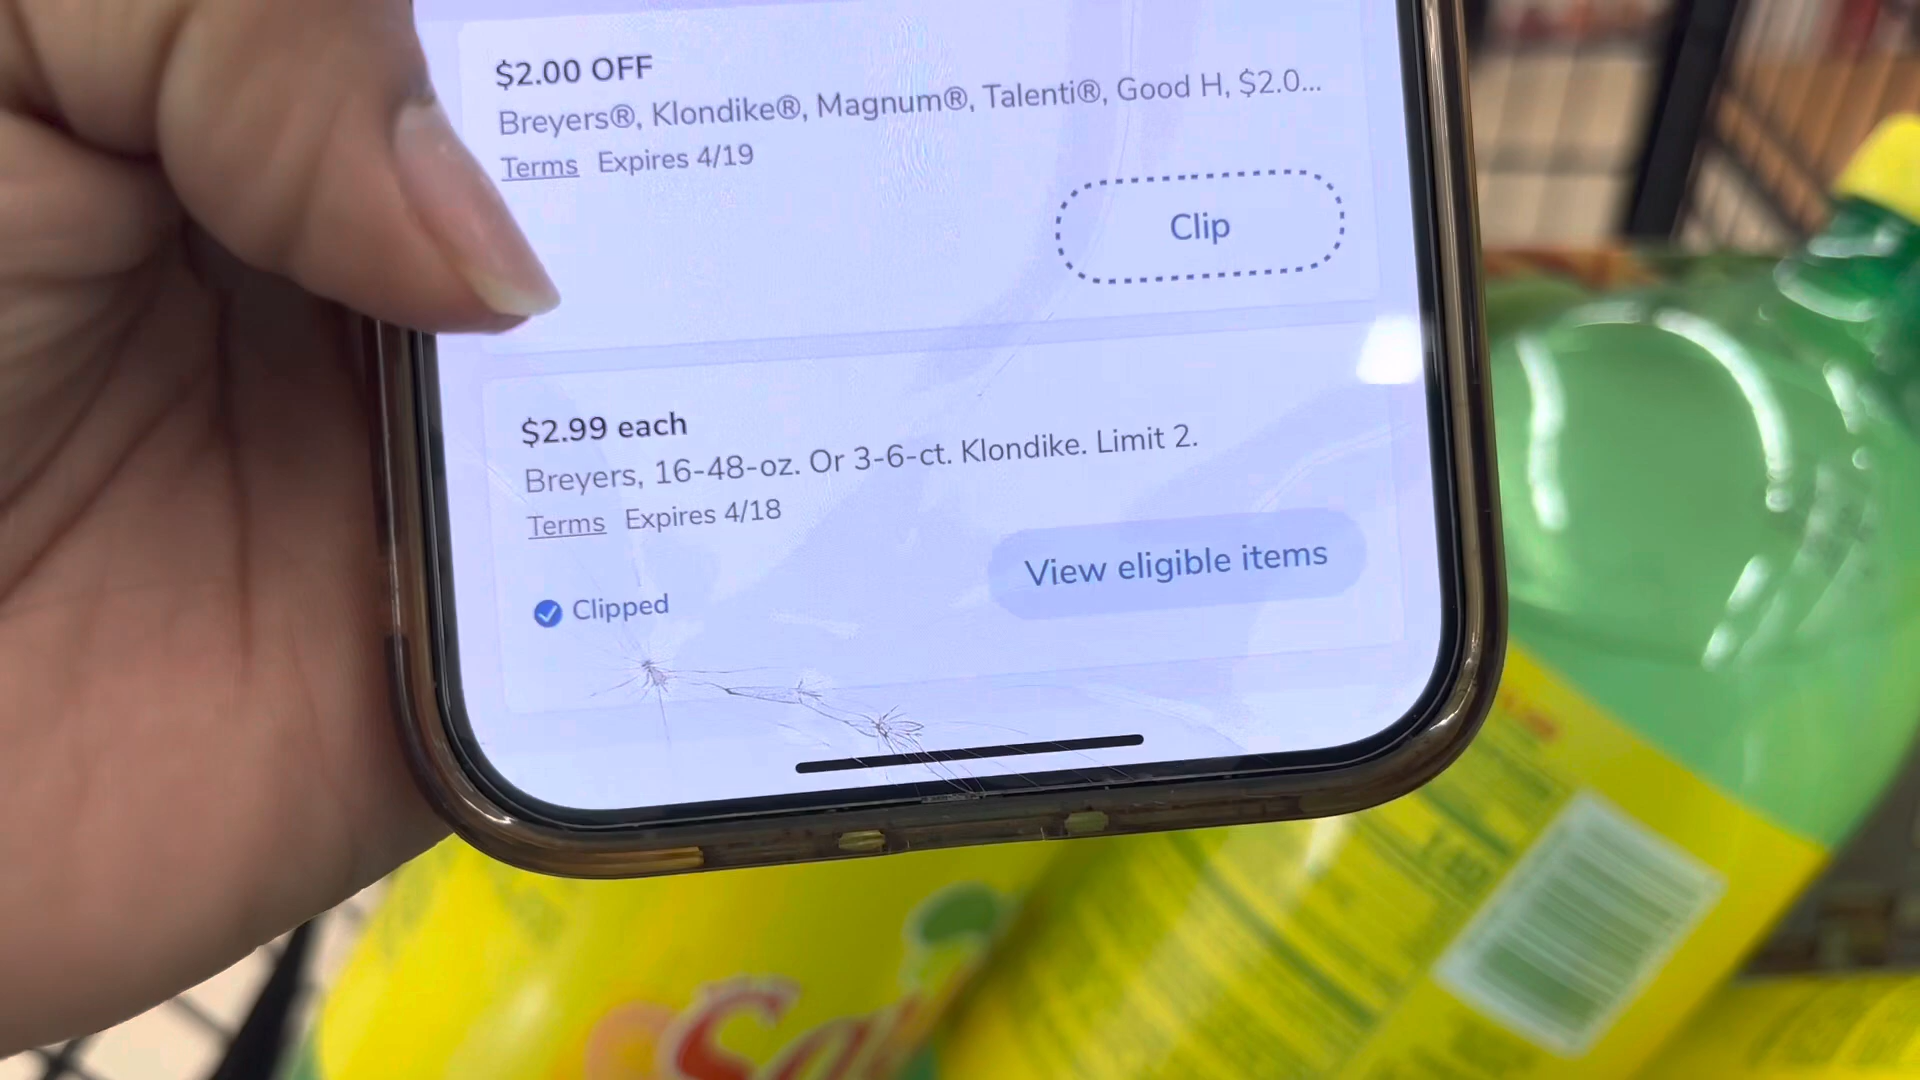 $2.00 OFF
Breyers®, Klondike®, Magnum®, Talenti®, Good H, $2.0...
Terms Expires 4/19
Clip
$2.99 each
Breyers, 16-48-oz. Or 3-6-ct. Klondike. Limit 2.
Terms Expires 4/18
Clipped
View eligible items